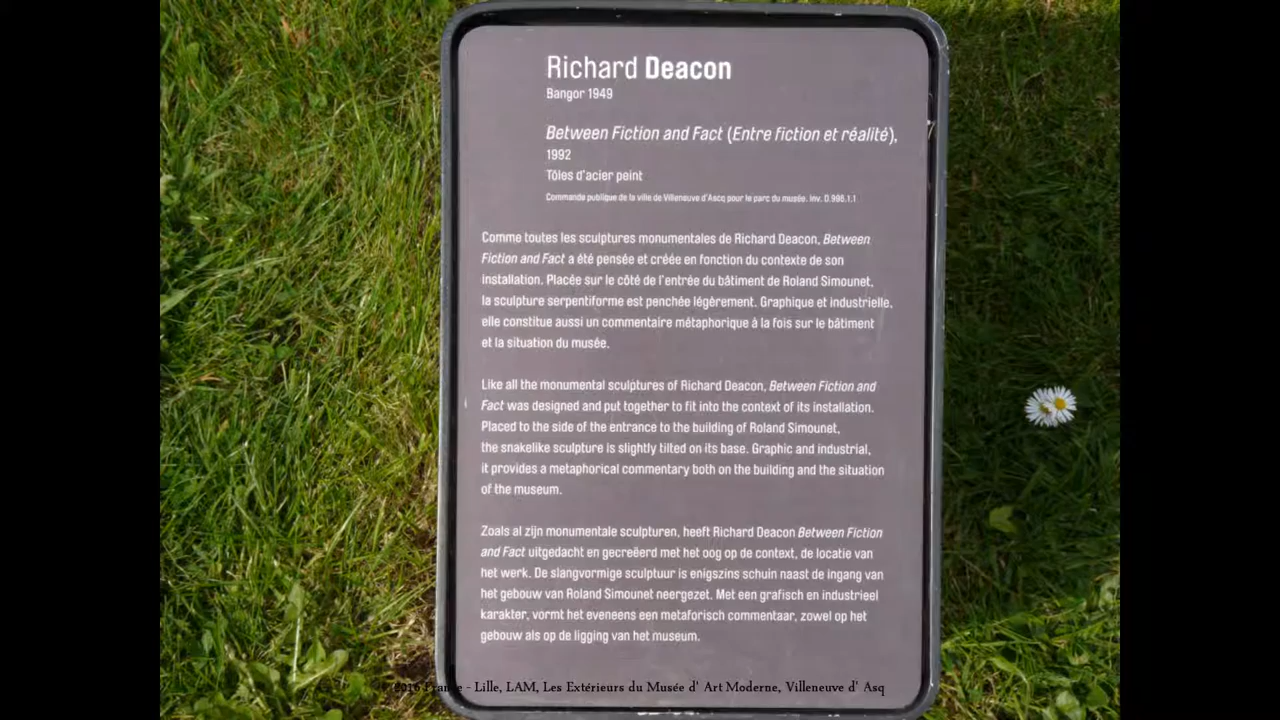 Richard Deacon
Bangor 1949
Between Fiction and Fact (Entre fiction et réalité),
1992
Tôles d'acier peint
Commande publique de la ville de Villeneuve d'Ascq pour le parc du musée. Inv. D.996.1.1
Comme toutes les sculptures monumentales de Richard Deacon, Between
Fiction and Fact a été pensée et créée en fonction du contexte de son
installation. Placée sur le côté de l'entrée du bâtiment de Roland Simounet,
la sculpture serpentiforme est penchée légèrement. Graphique et industrielle,
elle constitue aussi un commentaire métaphorique à la fois sur le bâtiment
et la situation du musée.
Like all the monumental sculptures of Richard Deacon, Between Fiction and
Fact was designed and put together to fit into the context of its installation.
Placed to the side of the entrance to the building of Roland Simounet,
the snakelike sculpture is slightly tilted on its base. Graphic and industrial,
it provides a metaphorical commentary both on the building and the situation
of the museum.
Zoals al zijn monumentale sculpturen, heeft Richard Deacon Between Fiction
and Fact uitgedacht en gecreëerd met het oog op de context, de locatie van
het werk. De slangvormige sculptuur is enigszins schuin naast de ingang van
het gebouw van Roland Simounet neergezet. Met een grafisch en industrieel
karakter, vormt het eveneens een metaforisch commentaar, zowel op het
gebouw als op de ligging van het museum.
2016 France - Lille, LAM, Les Extérieurs du Musée d' Art Moderne, Villeneuve d' Asq